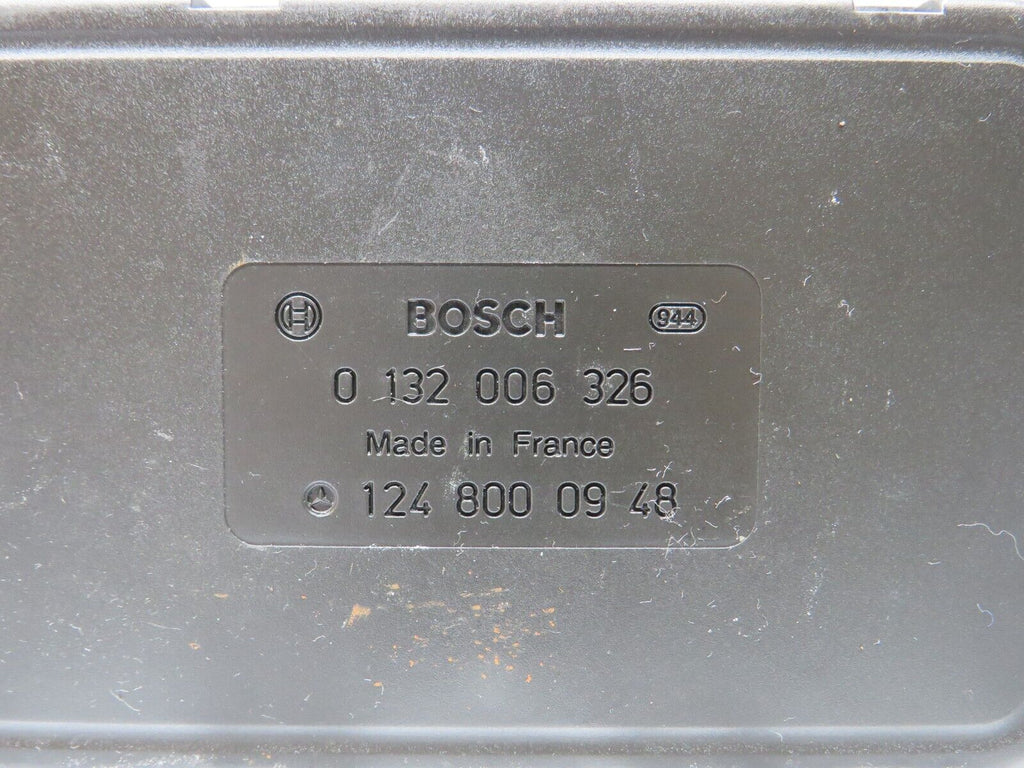 BOSCH 944
0 132 006 326
Made in France
124 800 09 48